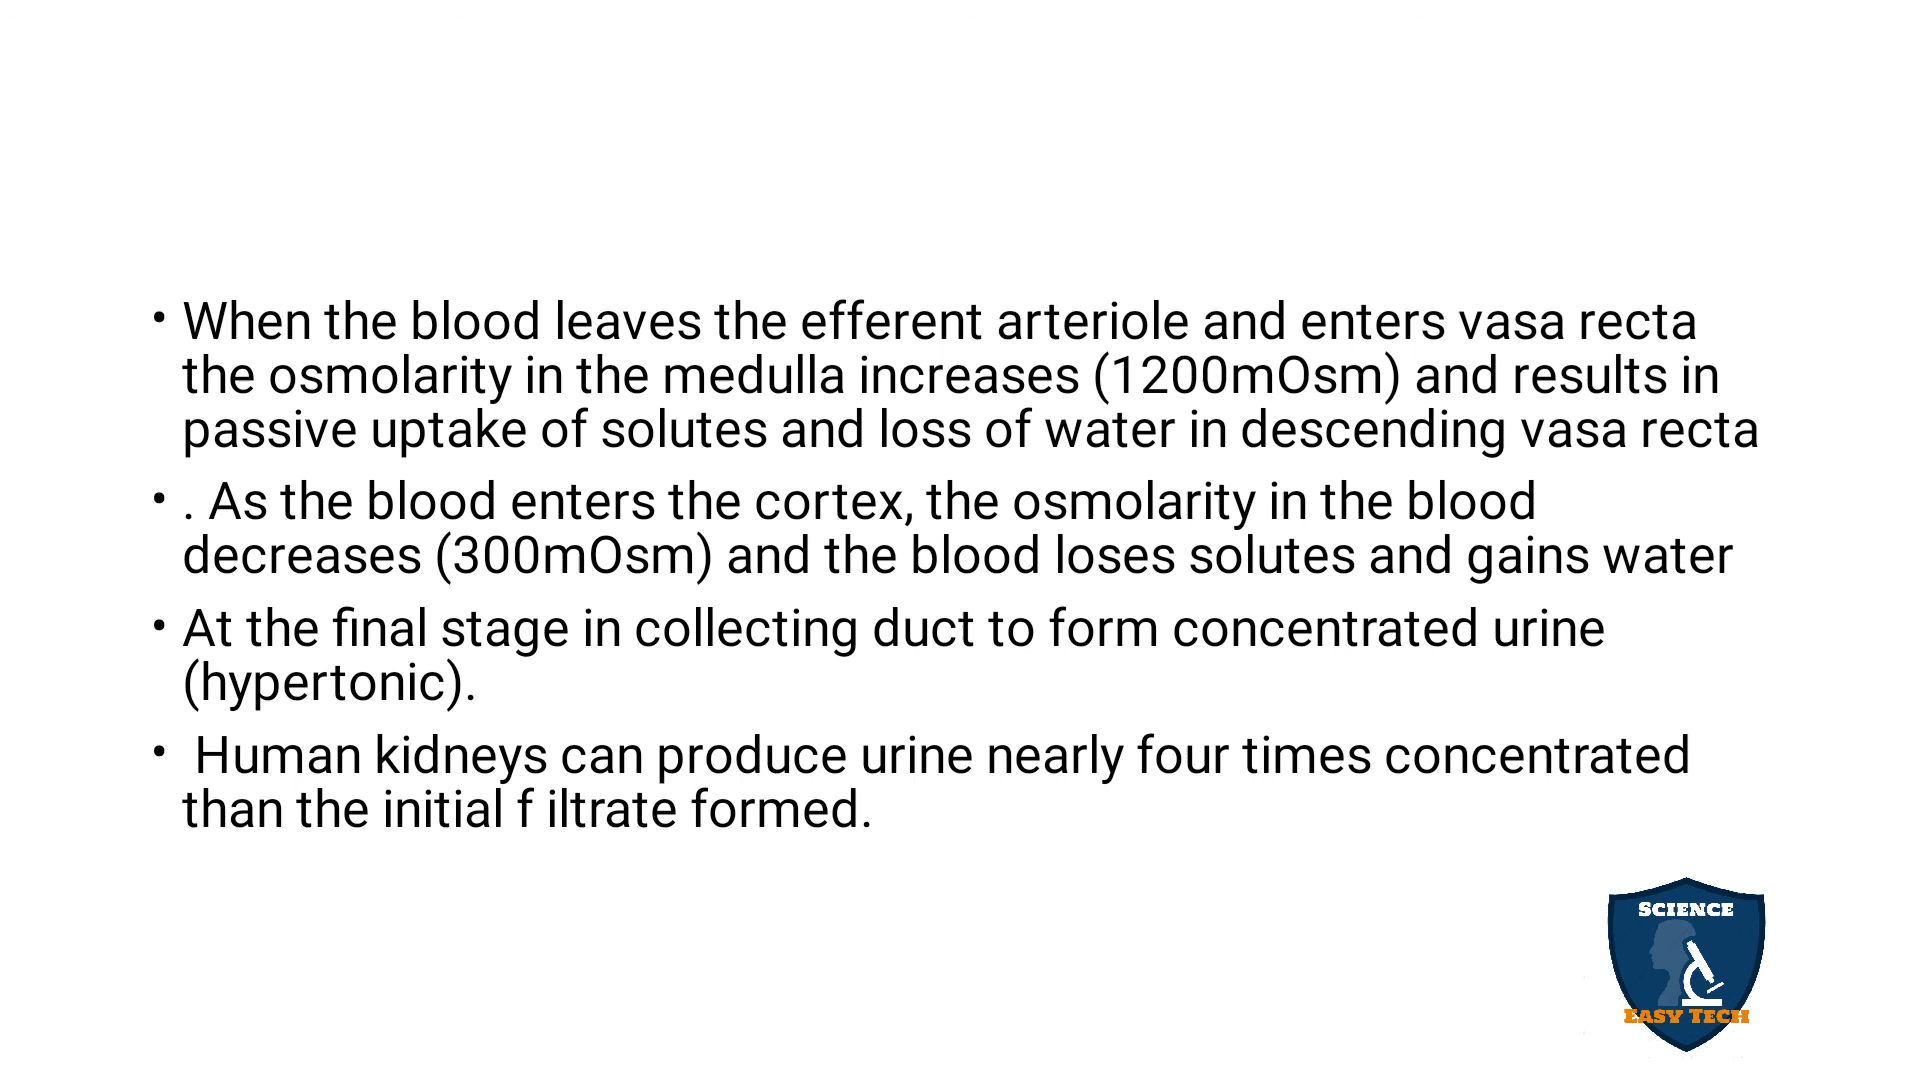 • When the blood leaves the efferent arteriole and enters vasa recta
the osmolarity in the medulla increases (1200mOsm) and results in
passive uptake of solutes and loss of water in descending vasa recta
• . As the blood enters the cortex, the osmolarity in the blood
decreases (300mOsm) and the blood loses solutes and gains water
• At the final stage in collecting duct to form concentrated urine
(hypertonic).
• Human kidneys can produce urine nearly four times concentrated
than the initial f iltrate formed.
SCIENCE
EASY TECH